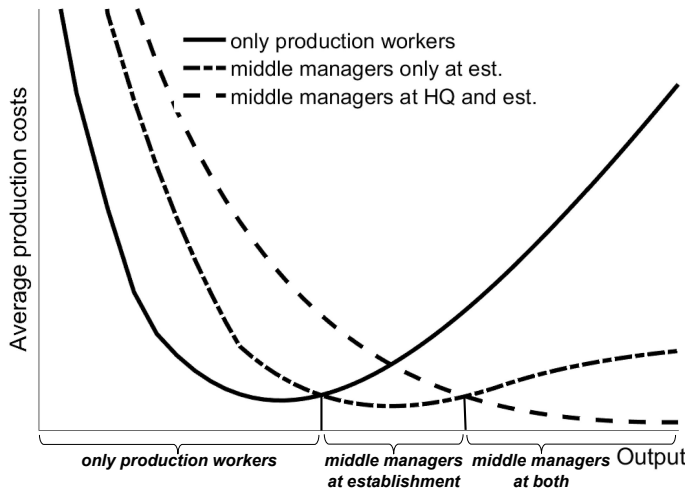 only production workers
middle managers only at est.
middle managers at HQ and est.
Average production costs
Output
only production workers
middle managers
at establishment
middle managers
at both